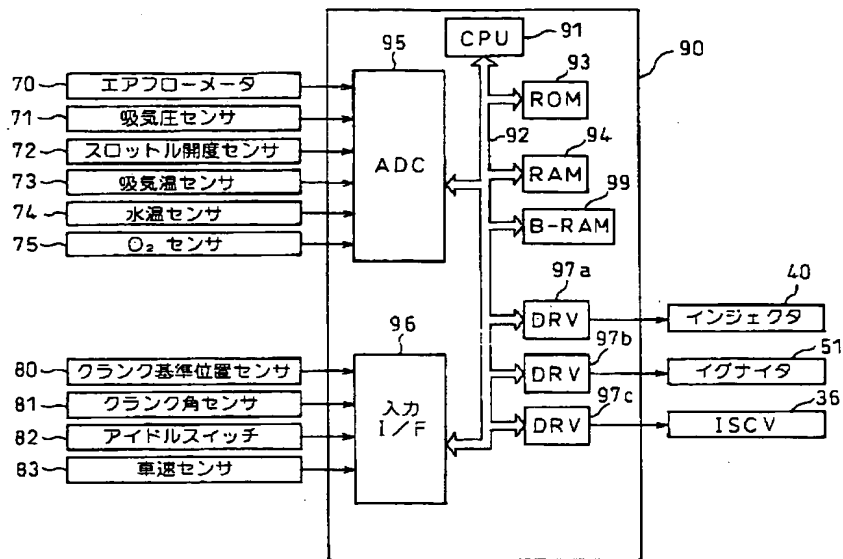 91
CPU
90
95
93
70
エアフローメータ
ROM
71
吸気圧センサ
92
72
スロットル開度センサ
ADC
94
73
吸気温センサ
RAM
74
水温センサ
99
75
O₂ センサ
B-RAM
97a
40
DRV
インジェクタ
96
97b
51
80
クランク基準位置センサ
DRV
イグナイタ
81
クランク角センサ
入力
I/F
97c
36
82
アイドルスイッチ
DRV
ISCV
83
車速センサ